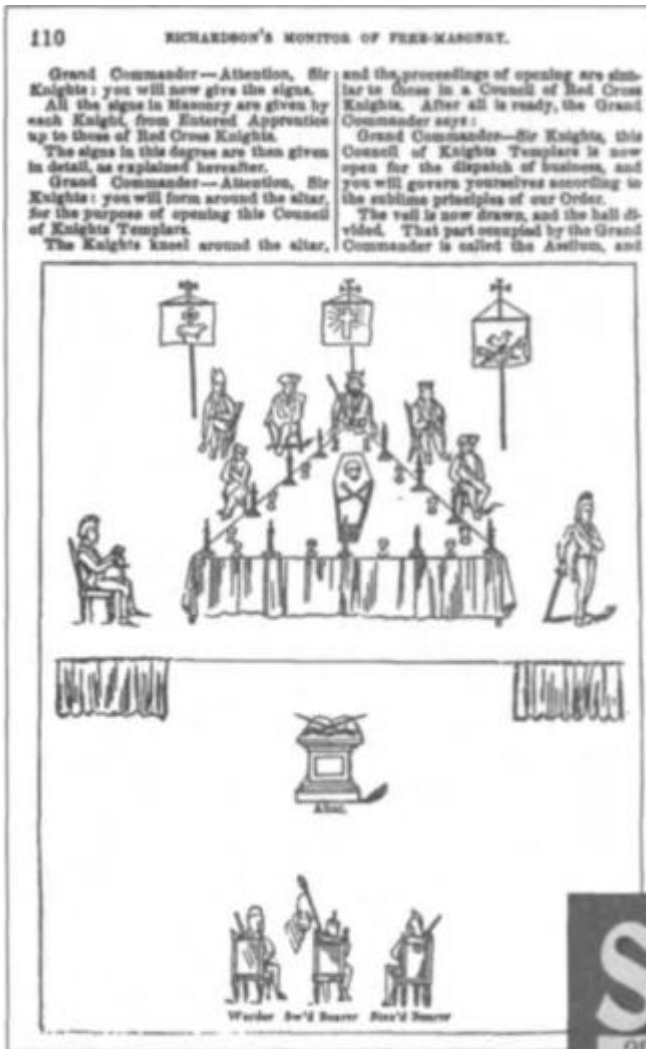 110 RICHARDSON'S MONITOR OF FREE-MASONRY.
Grand Commander—Attention, Sir
Knights: you will now give the signs.
All the signs in Masonry are given by
each Knight, from Entered Apprentice
up to those of Red Cross Knights.
The signs in this degree are then given
in detail, as explained hereafter.
Grand Commander—Attention, Sir
Knights: you will form around the altar,
for the purpose of opening this Council
of Knights Templars.
The Knights kneel around the altar,
and the proceedings of opening are simi-
lar to those in a Council of Red Cross
Knights. After all is ready, the Grand
Commander says:
Grand Commander—Sir Knights, this
Council of Knights Templars is now
open for the dispatch of business, and
you will govern yourselves according to
the sublime principles of our Order.
The veil is now drawn, and the hall di-
vided. That part occupied by the Grand
Commander is called the Asylum, and
Altar.
Warder Sw'd Bearer Stan'd Bearer
S